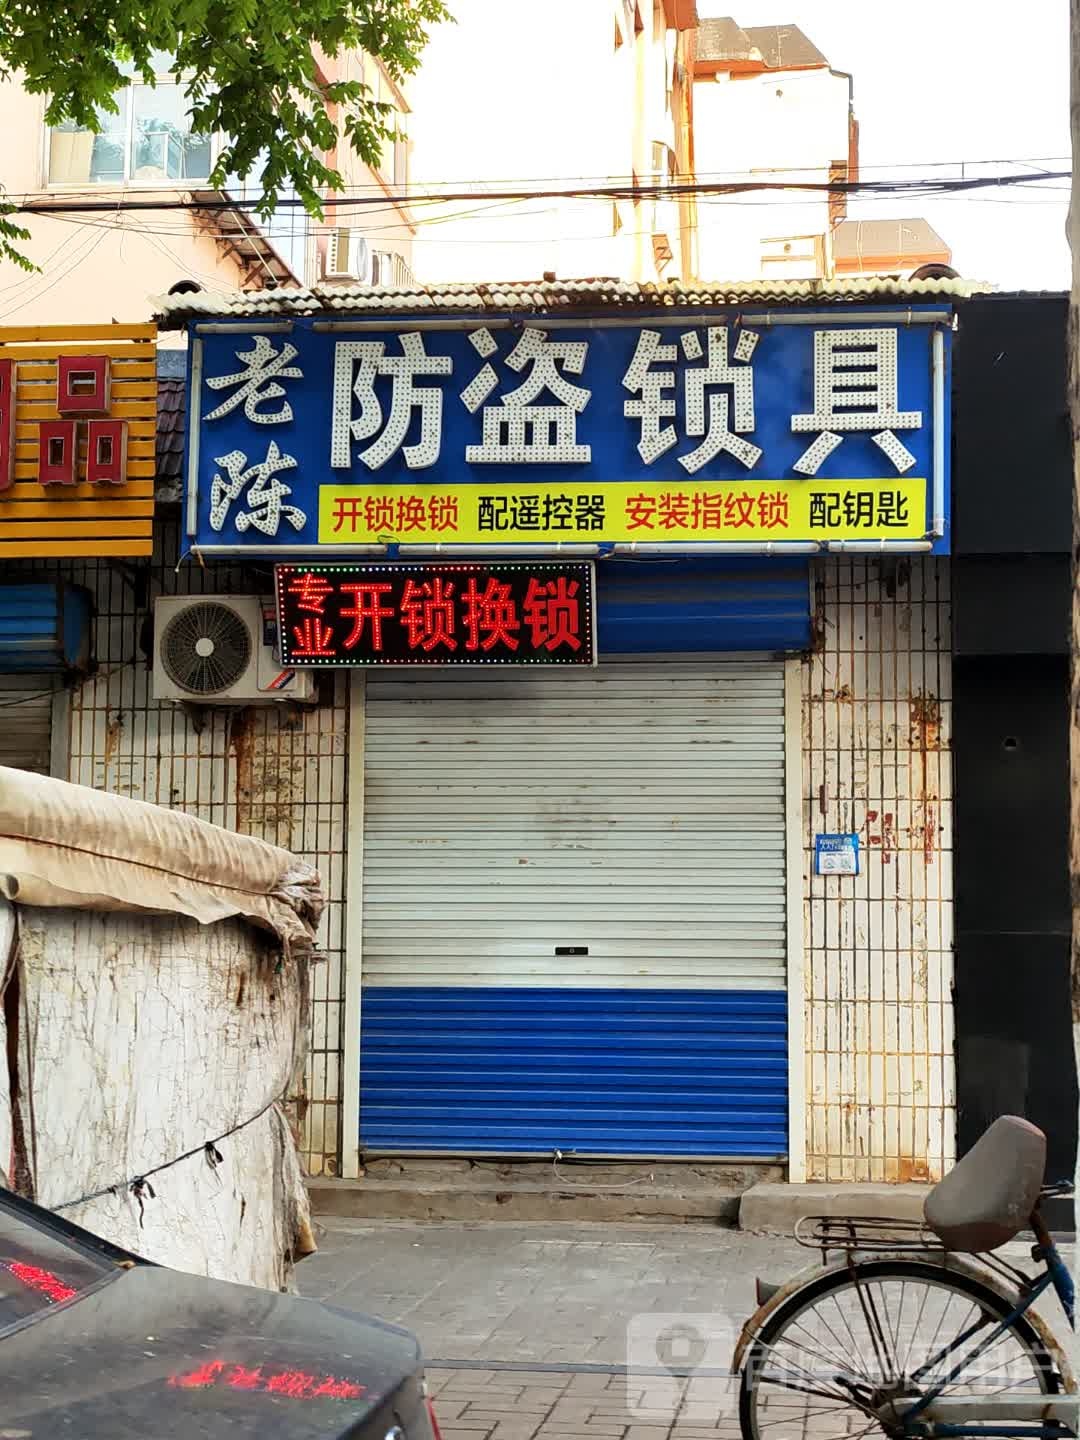 老陈
防盗锁具
开锁换锁 配遥控器 安装指纹锁 配钥匙
专业
开锁换锁
品